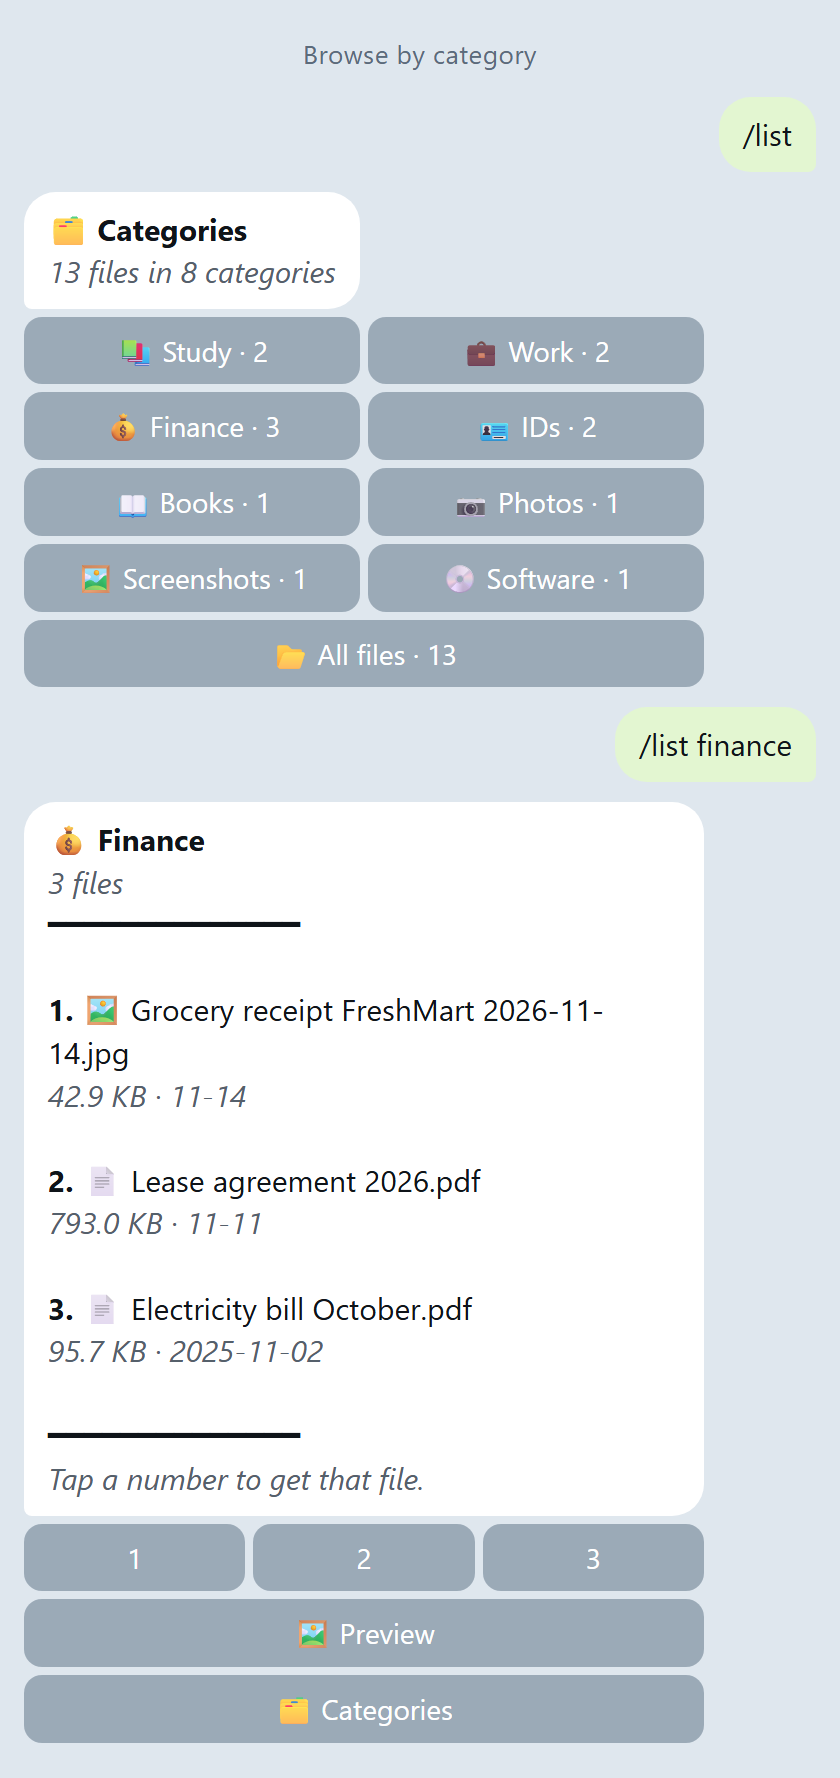 Browse by category
/list
Categories
13 files in 8 categories
Study · 2
Work · 2
Finance · 3
IDs · 2
Books · 1
Photos · 1
Screenshots · 1
Software · 1
All files · 13
/list finance
Finance
3 files
1. Grocery receipt FreshMart 2026-11-
14.jpg
42.9 KB · 11-14
2. Lease agreement 2026.pdf
793.0 KB · 11-11
3. Electricity bill October.pdf
95.7 KB · 2025-11-02
Tap a number to get that file.
1
2
3
Preview
Categories